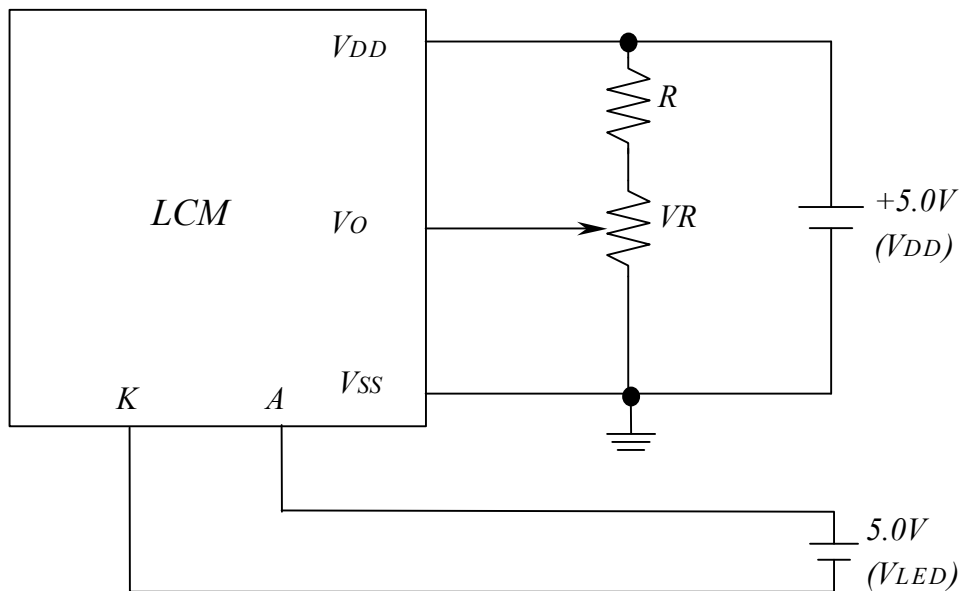 VDD
R
LCM
VO
VR
+5.0V
(VDD)
VSS
K
A
5.0V
(VLED)